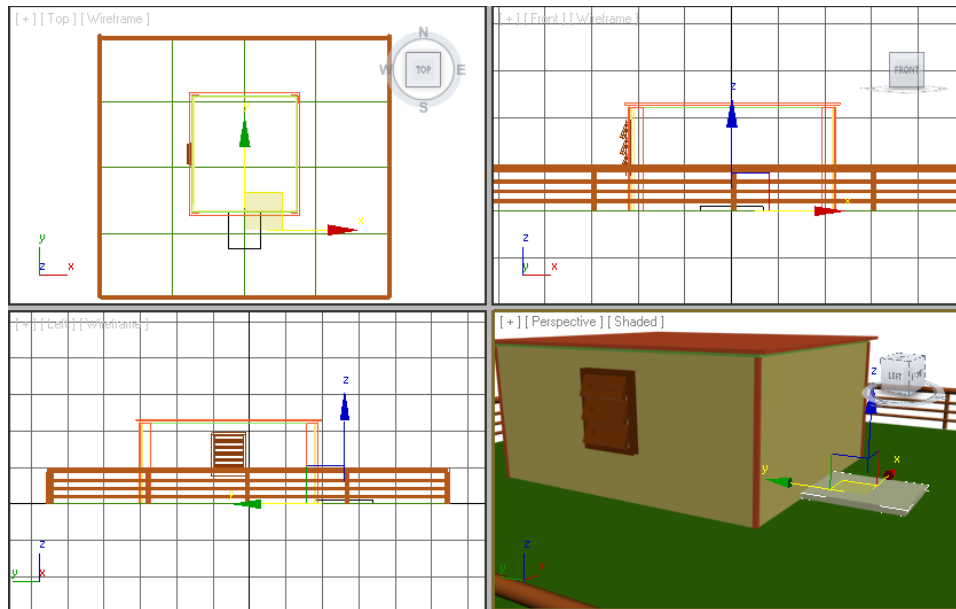 [ + ] [ Top ] [ Wireframe ]
N
W TOP E
S
y
x
y
z x
[ + ] [ Front ] [ Wireframe ]
FRONT
z
x
z
y x
[ + ] [ Left ] [ Wireframe ]
z
y
z
y x
[ + ] [ Perspective ] [ Shaded ]
LEFT
z
y
x
z
y x